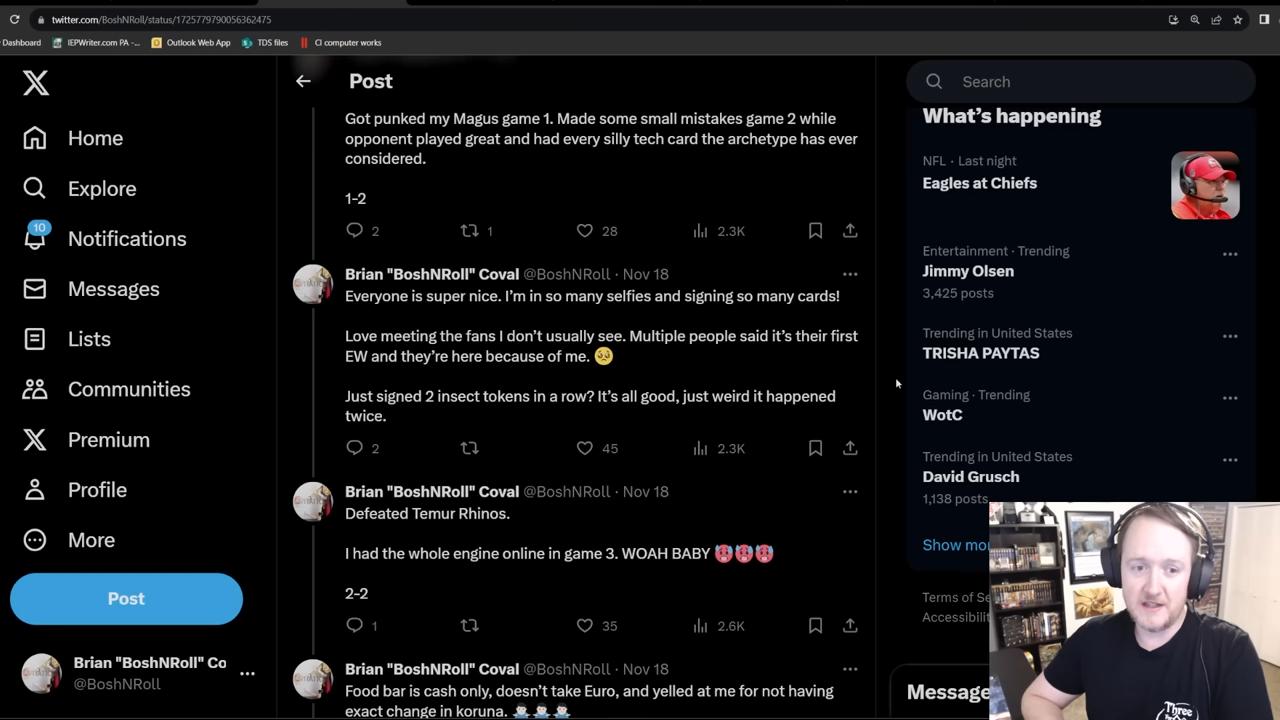 twitter.com/BoshNRoll/status/1725779790056362475
Dashboard
IEPWriter.com PA -...
Outlook Web App
TDS files
CI computer works
Home
Explore
10
Notifications
Messages
Lists
Communities
Premium
Profile
More
Post
Brian "BoshNRoll" Co
@BoshNRoll
Post
Got punked my Magus game 1. Made some small mistakes game 2 while
opponent played great and had every silly tech card the archetype has ever
considered.
1-2
2 1 28 2.3K
Brian "BoshNRoll" Coval @BoshNRoll · Nov 18
Everyone is super nice. I’m in so many selfies and signing so many cards!
Love meeting the fans I don’t usually see. Multiple people said it’s their first
EW and they’re here because of me. 🥺
Just signed 2 insect tokens in a row? It’s all good, just weird it happened
twice.
2 45 2.3K
Brian "BoshNRoll" Coval @BoshNRoll · Nov 18
Defeated Temur Rhinos.
I had the whole engine online in game 3. WOAH BABY 🥵🥵🥵
2-2
1 35 2.6K
Brian "BoshNRoll" Coval @BoshNRoll · Nov 18
Food bar is cash only, doesn’t take Euro, and yelled at me for not having
exact change in koruna.
Search
What’s happening
NFL · Last night
Eagles at Chiefs
Entertainment · Trending
Jimmy Olsen
3,425 posts
Trending in United States
TRISHA PAYTAS
Gaming · Trending
WotC
Trending in United States
David Grusch
1,138 posts
Show mo
Terms of Se
Accessibili
Message
Three